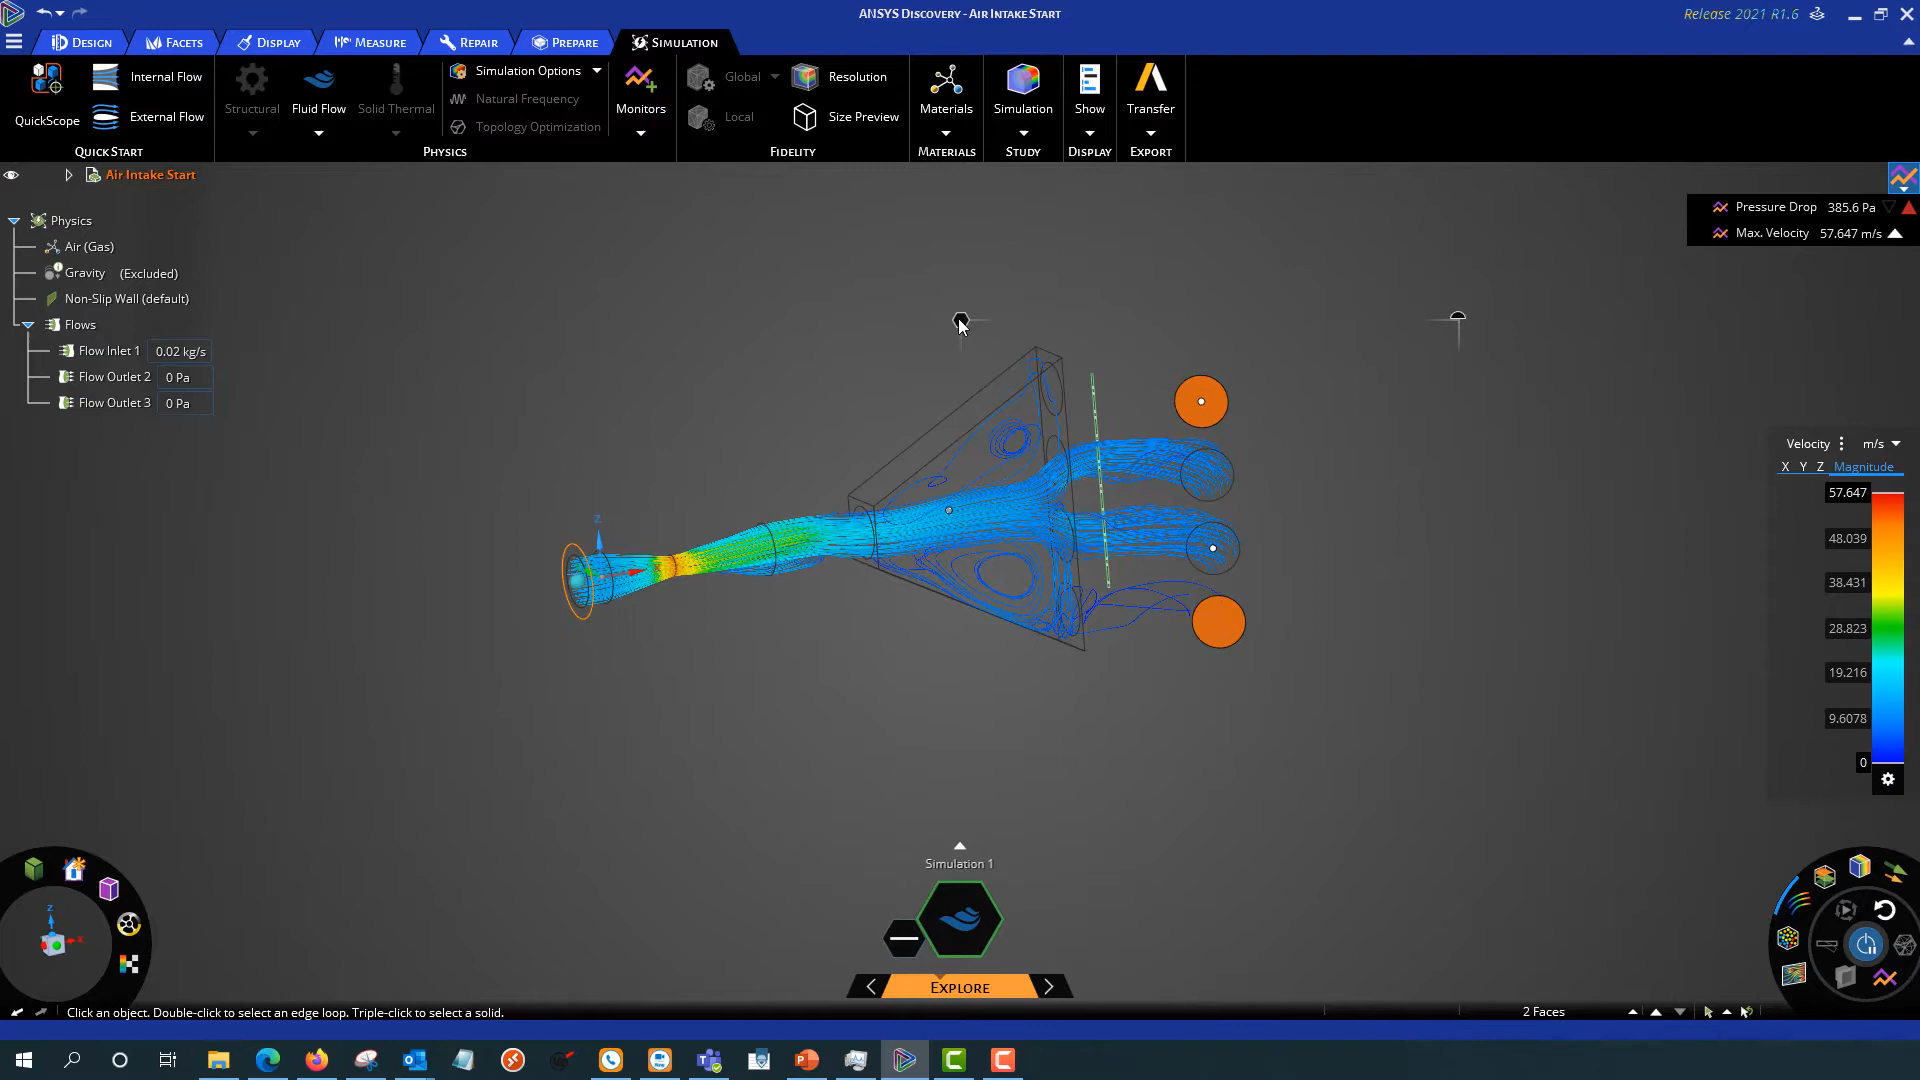 ANSYS Discovery - Air Intake Start
Release 2021 R1.6
Design
Facets
Display
Measure
Repair
Prepare
Simulation
QuickScope
Internal Flow
External Flow
Quick Start
Structural
Fluid Flow
Solid Thermal
Simulation Options
Natural Frequency
Topology Optimization
Physics
Monitors
Global
Local
Resolution
Size Preview
Fidelity
Materials
Materials
Simulation
Study
Show
Display
Transfer
Export
Air Intake Start
Physics
Air (Gas)
Gravity (Excluded)
Non-Slip Wall (default)
Flows
Flow Inlet 1 0.02 kg/s
Flow Outlet 2 0 Pa
Flow Outlet 3 0 Pa
Pressure Drop 385.6 Pa
Max. Velocity 57.647 m/s
Z
Velocity m/s
X Y Z Magnitude
57.647
48.039
38.431
28.823
19.216
9.6078
0
Simulation 1
Explore
Z
X
Click an object. Double-click to select an edge loop. Triple-click to select a solid.
2 Faces